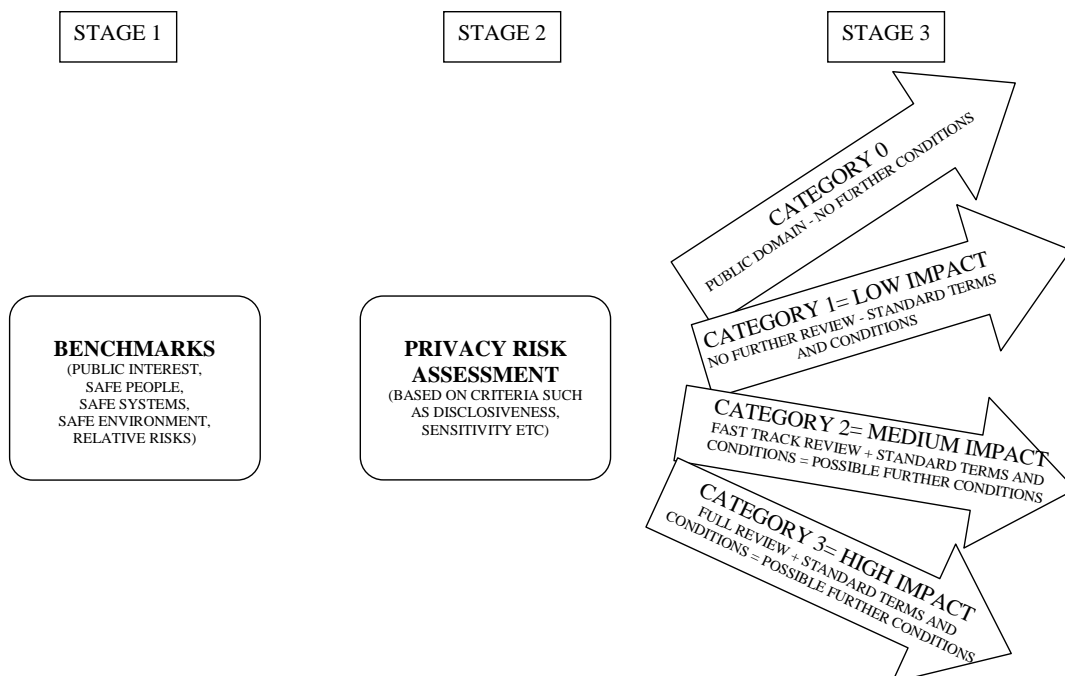 STAGE 1
STAGE 2
STAGE 3
BENCHMARKS
(PUBLIC INTEREST,
SAFE PEOPLE,
SAFE SYSTEMS,
SAFE ENVIRONMENT,
RELATIVE RISKS)
PRIVACY RISK
ASSESSMENT
(BASED ON CRITERIA SUCH
AS DISCLOSIVENESS,
SENSITIVITY ETC)
CATEGORY 0
PUBLIC DOMAIN - NO FURTHER CONDITIONS
CATEGORY 1= LOW IMPACT
NO FURTHER REVIEW - STANDARD TERMS
AND CONDITIONS
CATEGORY 2= MEDIUM IMPACT
FAST TRACK REVIEW + STANDARD TERMS AND
CONDITIONS = POSSIBLE FURTHER CONDITIONS
CATEGORY 3= HIGH IMPACT
FULL REVIEW + STANDARD TERMS AND
CONDITIONS = POSSIBLE FURTHER CONDITIONS